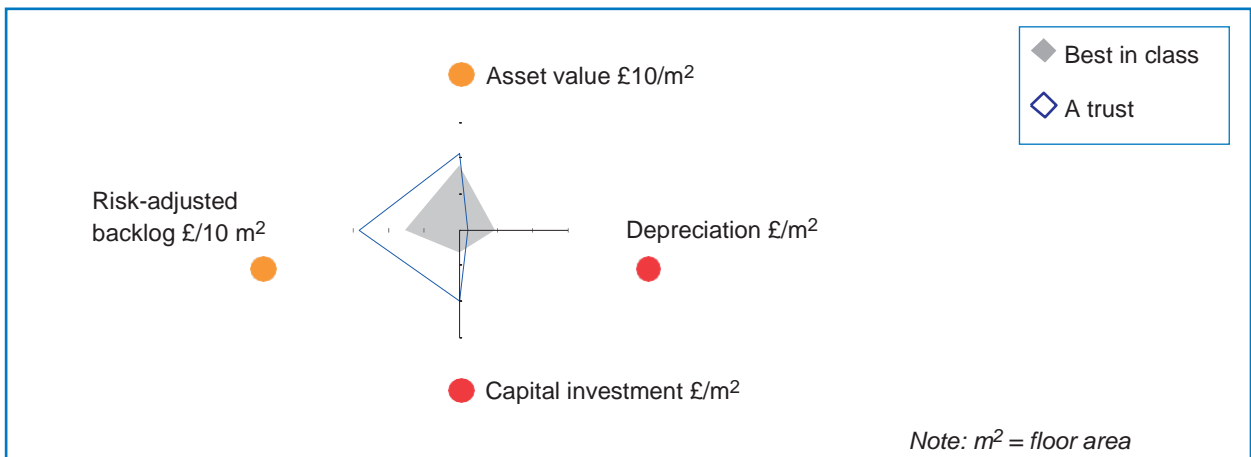 Asset value £10/m²
Best in class
A trust
Risk-adjusted
backlog £/10 m²
Depreciation £/m²
Capital investment £/m²
Note: m² = floor area